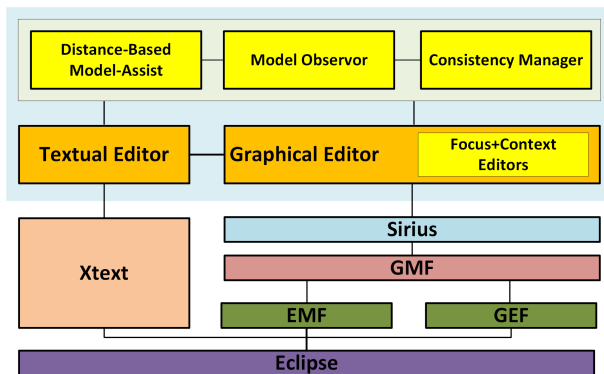 Distance-Based
Model-Assist
Model Observor
Consistency Manager
Textual Editor
Graphical Editor
Focus+Context
Editors
Xtext
Sirius
GMF
EMF
GEF
Eclipse